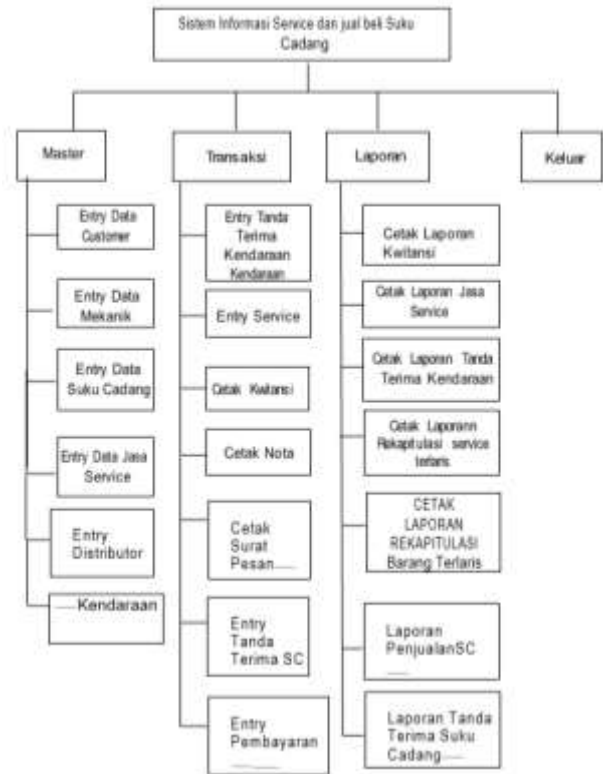 Sistem Informasi Service dan jual beli Suku
Cadang
Master
Transaksi
Laporan
Keluar
Entry Data
Customer
Entry Data
Mekanik
Entry Data
Suku Cadang
Entry Data Jasa
Service
Entry
Distributor
Kendaraan
Entry Tanda
Terima
Kendaraan
Kendaraan
Entry Service
Cetak Kwitansi
Cetak Nota
Cetak
Surat
Pesan
Entry
Tanda
Terima SC
Entry
Pembayaran
Cetak Laporan
Kwitansi
Cetak Laporan Jasa
Service
Cetak Laporan Tanda
Terima Kendaraan
Cetak Laporann
Rekapitulasi service
terlaris
CETAK
LAPORAN
REKAPITULASI
Barang Terlaris
Laporan
PenjualanSC
Laporan Tanda
Terima Suku
Cadang